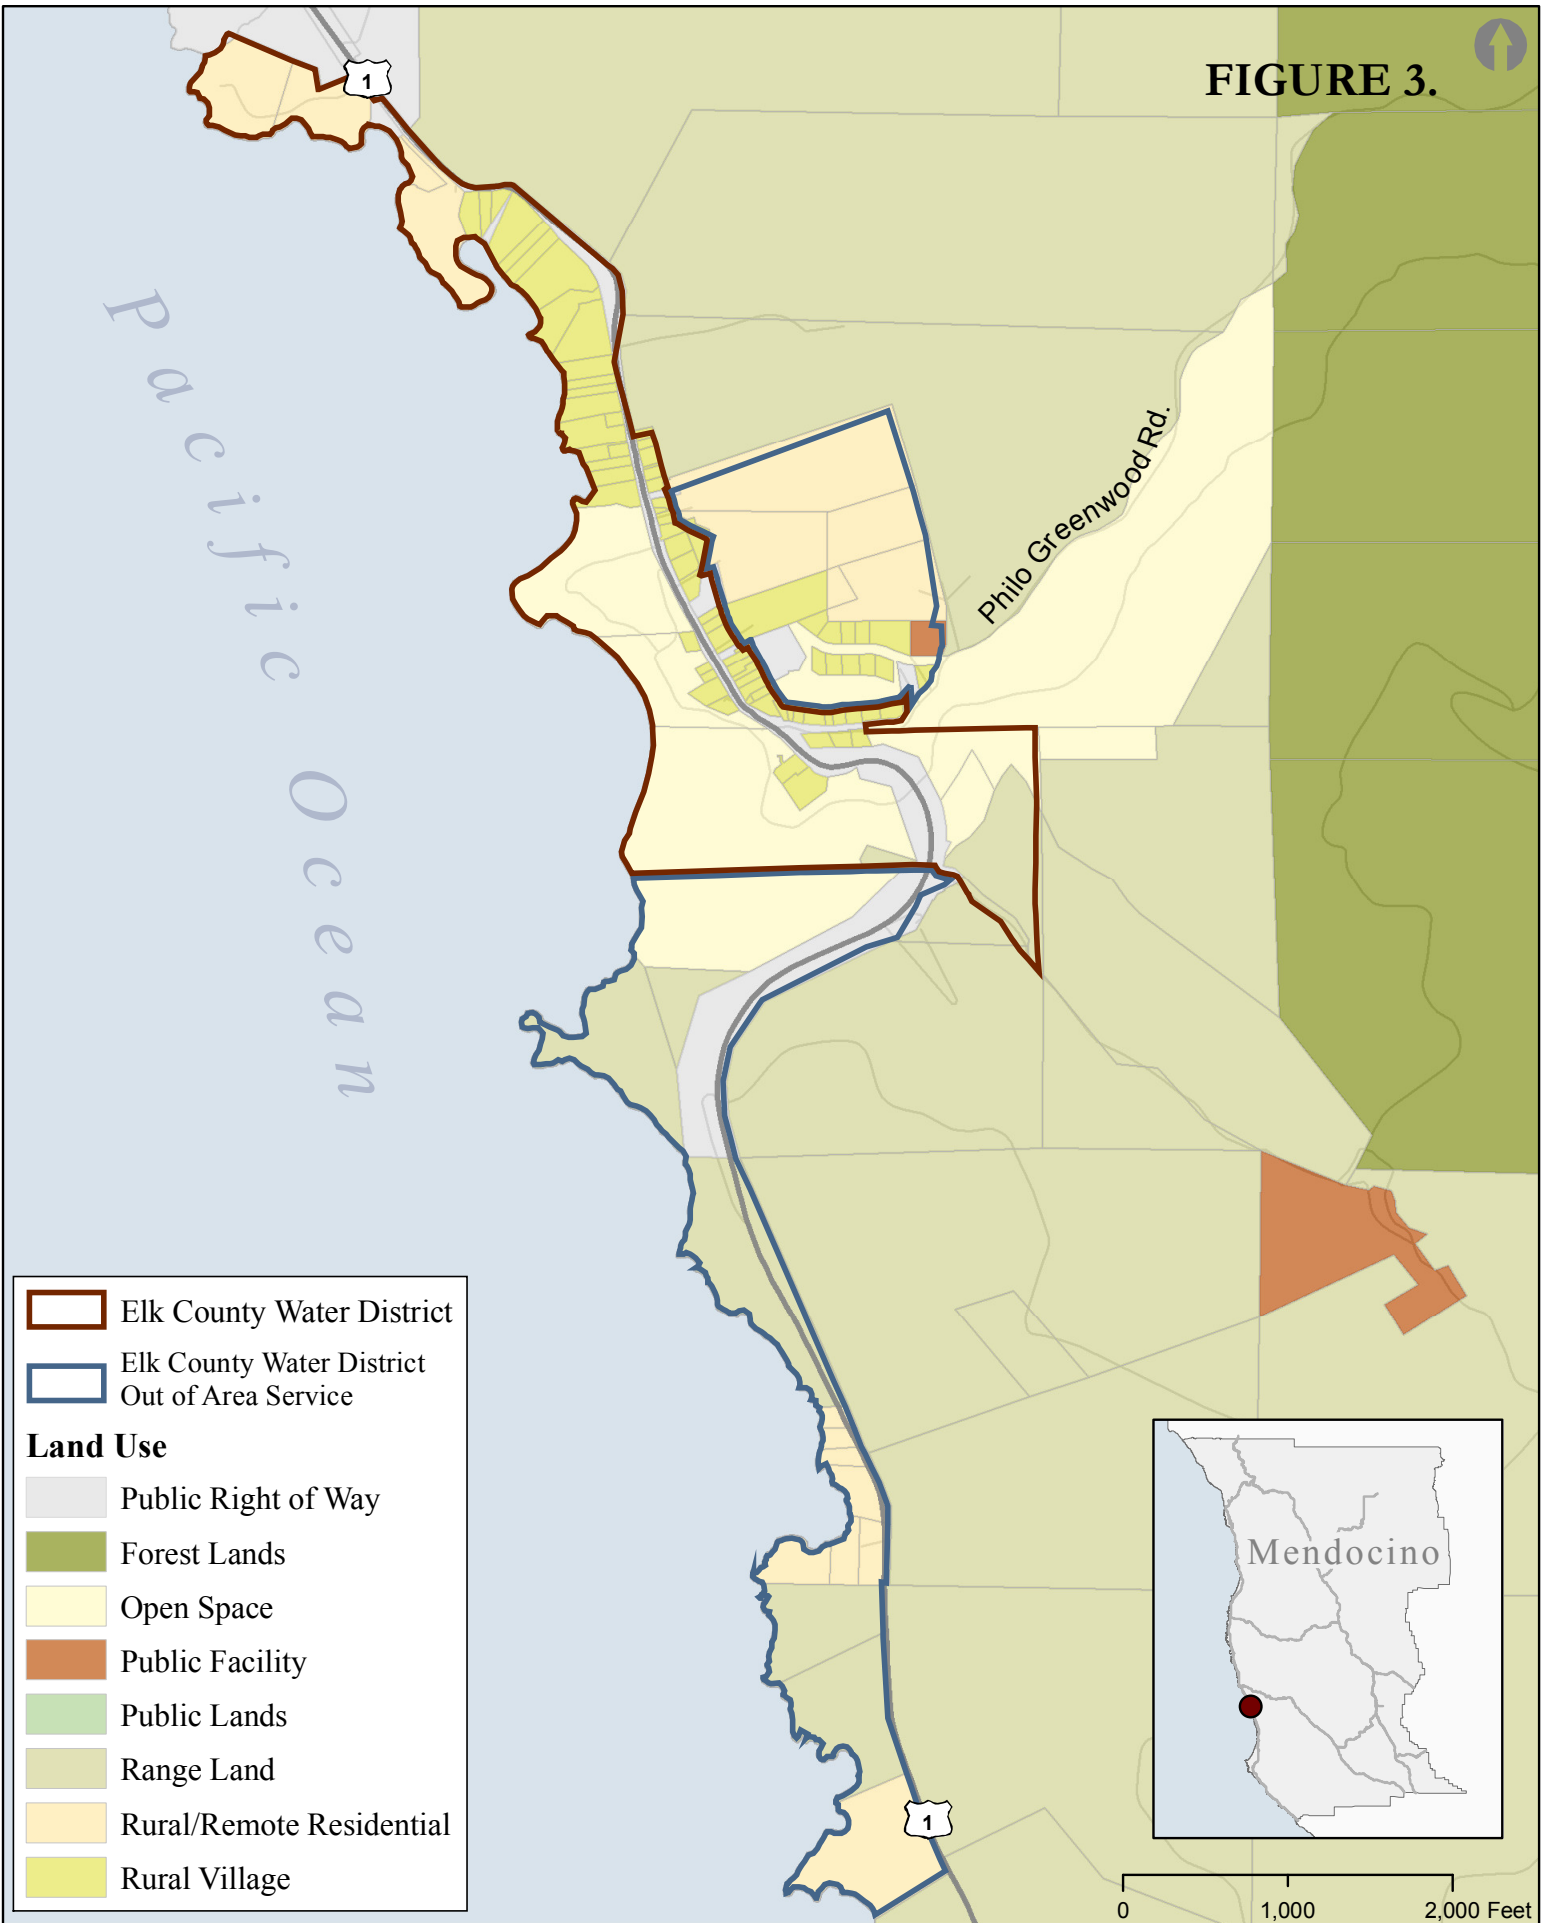 FIGURE 3.
1
Pacific Ocean
Philo Greenwood Rd.
Elk County Water District
Elk County Water District
Out of Area Service
Land Use
Public Right of Way
Forest Lands
Open Space
Public Facility
Public Lands
Range Land
Rural/Remote Residential
Rural Village
Mendocino
1
0 1,000 2,000 Feet